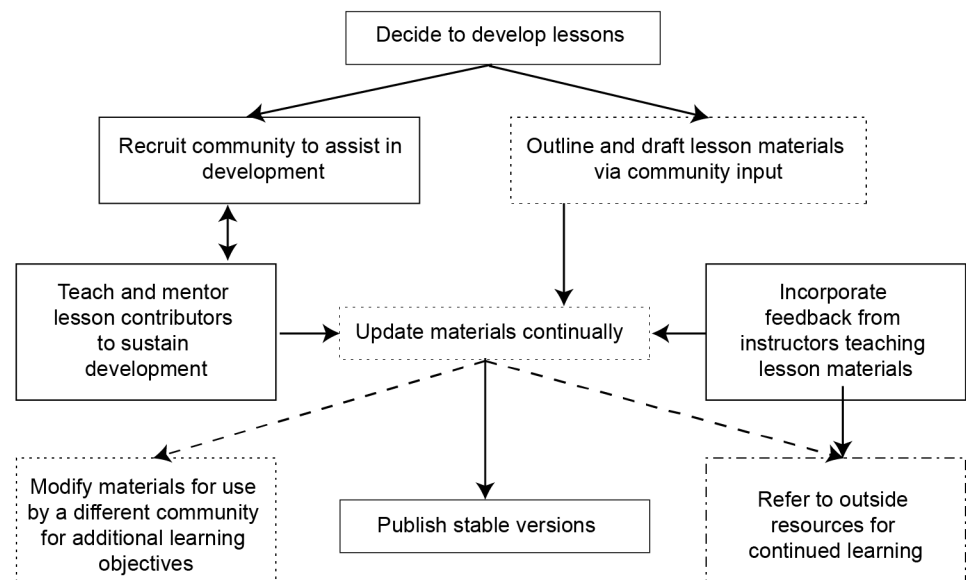 Decide to develop lessons
Recruit community to assist in
development
Outline and draft lesson materials
via community input
Teach and mentor
lesson contributors
to sustain
development
Update materials continually
Incorporate
feedback from
instructors teaching
lesson materials
Modify materials for use
by a different community
for additional learning
objectives
Publish stable versions
Refer to outside
resources for
continued learning